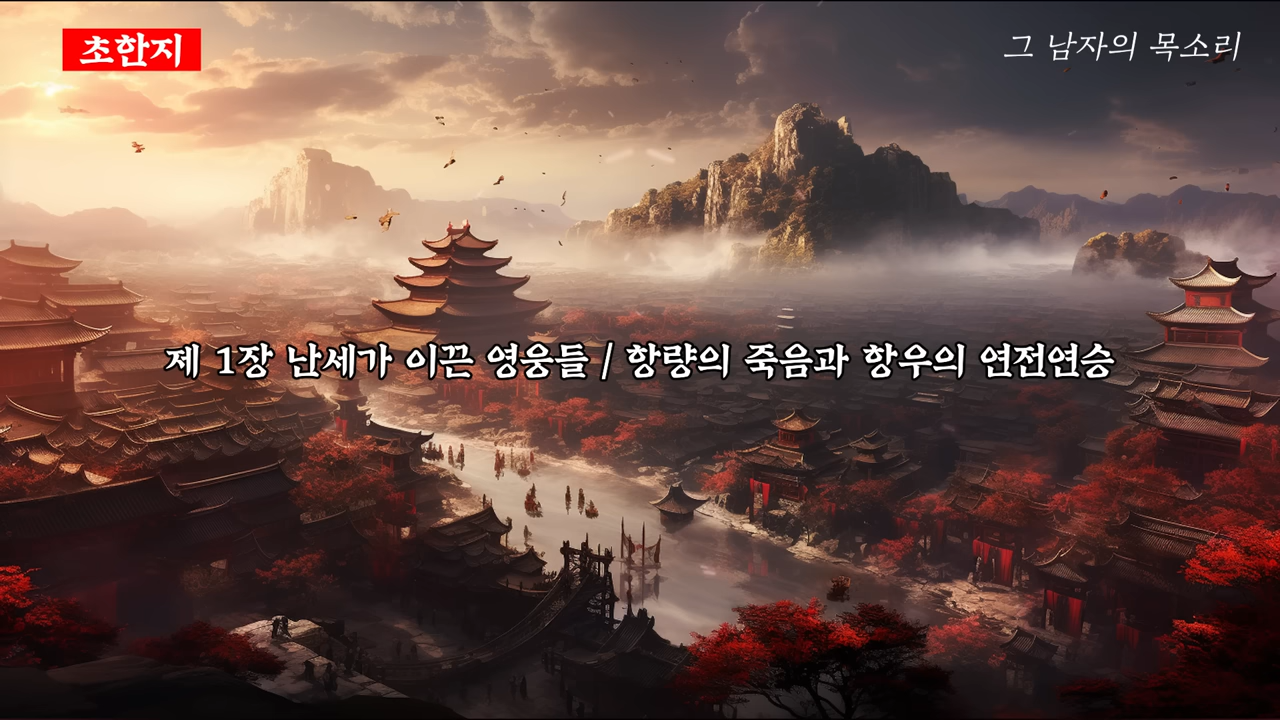 초한지
그 남자의 목소리
제 1장 난세가 이끈 영웅들 / 항량의 죽음과 항우의 연전연승